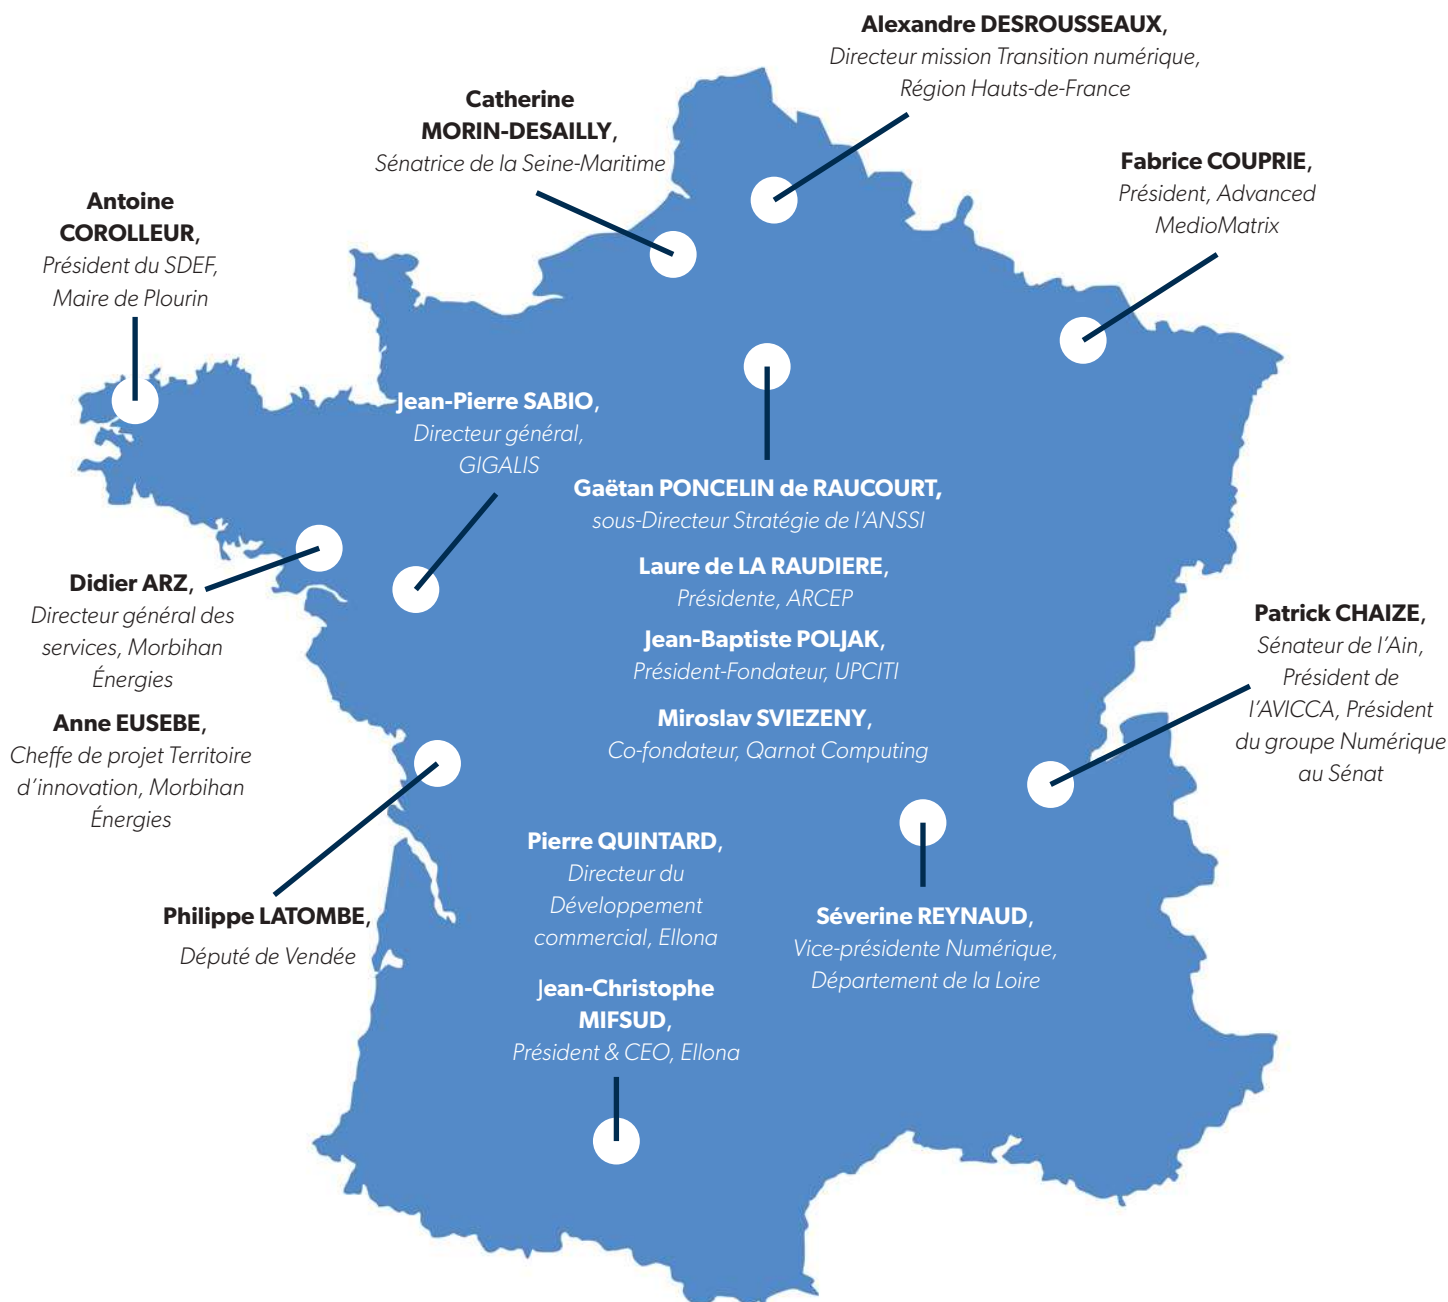 Alexandre DESROUSSEAUX,
Directeur mission Transition numérique,
Région Hauts-de-France
Catherine
MORIN-DESAILLY,
Sénatrice de la Seine-Maritime
Fabrice COUPRIE,
Président, Advanced
MedioMatrix
Antoine
COROLLEUR,
Président du SDEF,
Maire de Plourin
Jean-Pierre SABIO,
Directeur général,
GIGALIS
Gaëtan PONCELIN de RAUCOURT,
sous-Directeur Stratégie de l'ANSSI
Laure de LA RAUDIERE,
Présidente, ARCEP
Jean-Baptiste POLJAK,
Président-Fondateur, UPCITI
Miroslav SVIEZENY,
Co-fondateur, Qarnot Computing
Didier ARZ,
Directeur général des
services, Morbihan
Énergies
Anne EUSEBE,
Cheffe de projet Territoire
d'innovation, Morbihan
Énergies
Patrick CHAIZE,
Sénateur de l'Ain,
Président de
l'AVICCA, Président
du groupe Numérique
au Sénat
Philippe LATOMBE,
Député de Vendée
Pierre QUINTARD,
Directeur du
Développement
commercial, Ellona
Jean-Christophe
MIFSUD,
Président & CEO, Ellona
Séverine REYNAUD,
Vice-présidente Numérique,
Département de la Loire